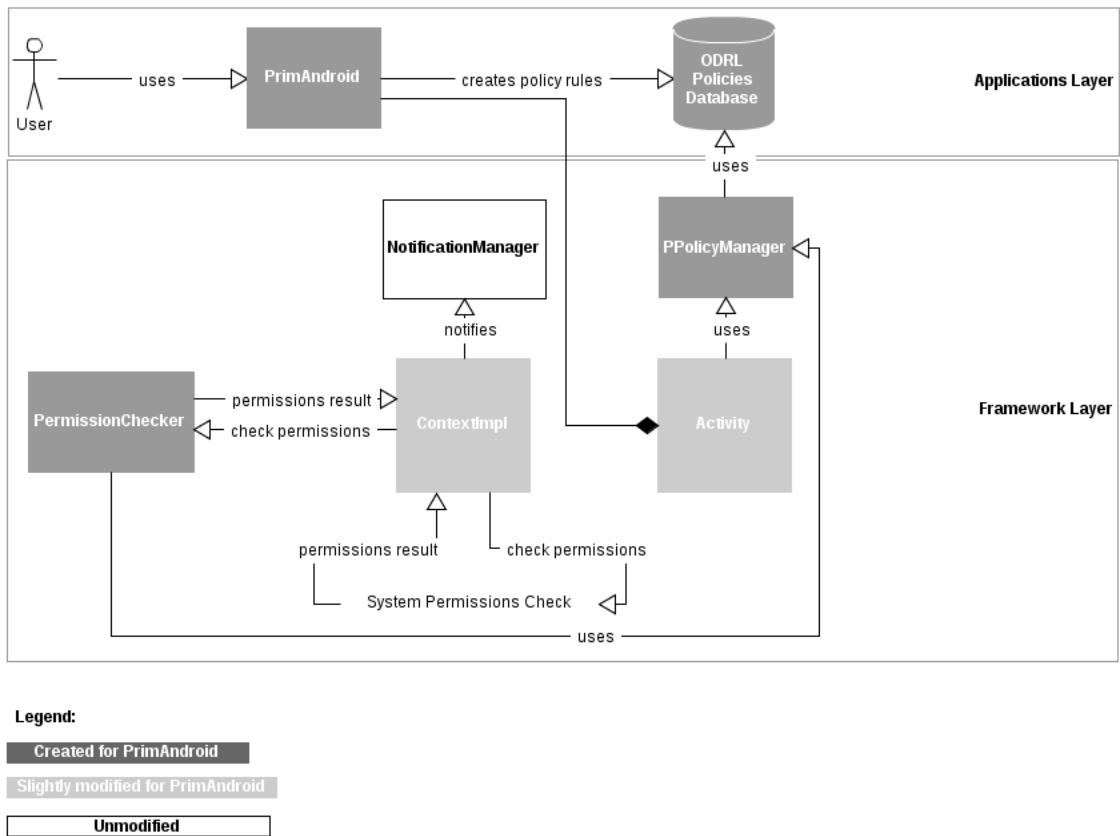 User
uses
PrimAndroid
creates policy rules
ODRL
Policies
Database
Applications Layer
uses
NotificationManager
PPolicyManager
notifies
uses
PermissionChecker
permissions result
check permissions
ContextImpl
Activity
Framework Layer
permissions result
check permissions
System Permissions Check
uses
Legend:
Created for PrimAndroid
Slightly modified for PrimAndroid
Unmodified